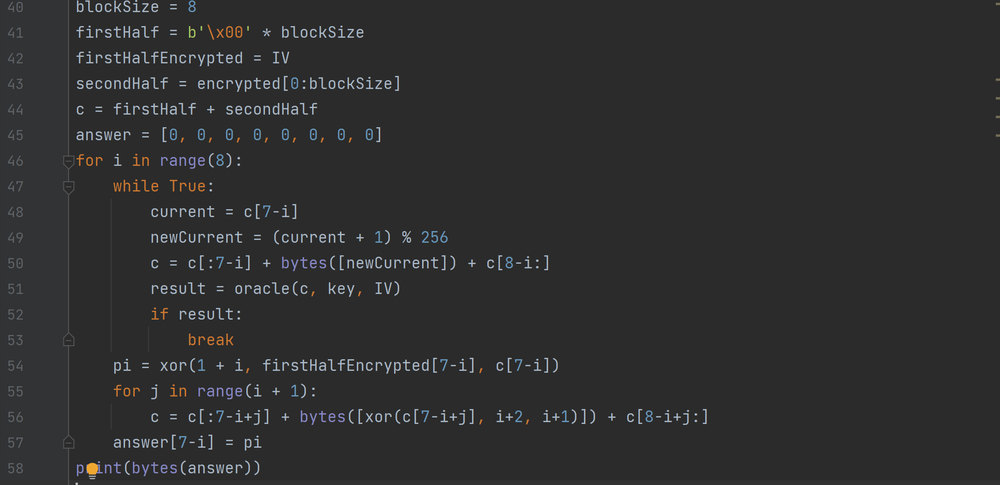 40 blockSize = 8
41 firstHalf = b'\x00' * blockSize
42 firstHalfEncrypted = IV
43 secondHalf = encrypted[0:blockSize]
44 c = firstHalf + secondHalf
45 answer = [0, 0, 0, 0, 0, 0, 0, 0]
46 for i in range(8):
47     while True:
48         current = c[7-i]
49         newCurrent = (current + 1) % 256
50         c = c[:7-i] + bytes([newCurrent]) + c[8-i:]
51         result = oracle(c, key, IV)
52         if result:
53             break
54     pi = xor(1 + i, firstHalfEncrypted[7-i], c[7-i])
55     for j in range(i + 1):
56         c = c[:7-i+j] + bytes([xor(c[7-i+j], i+2, i+1)]) + c[8-i+j:]
57     answer[7-i] = pi
58 print(bytes(answer))